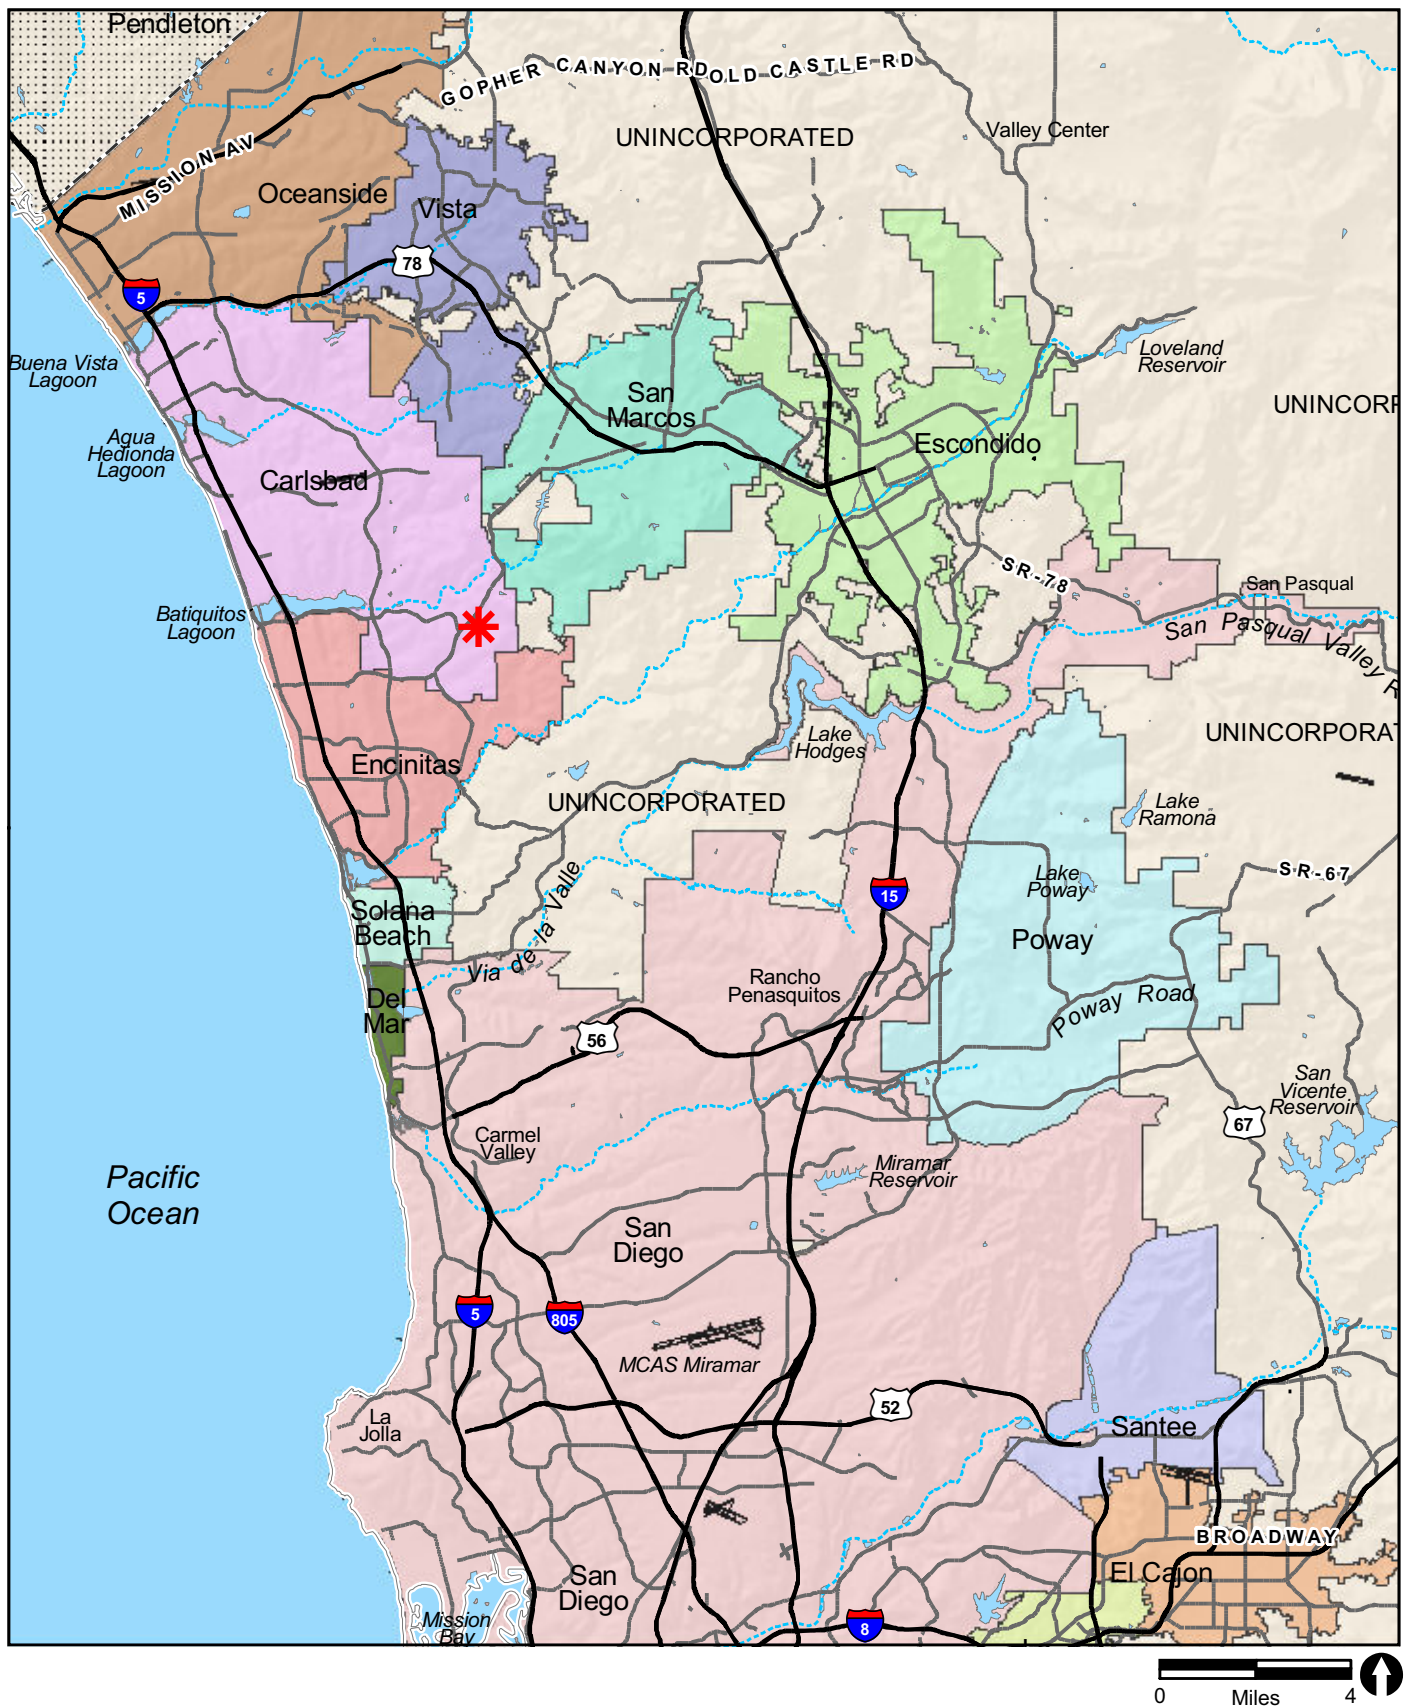 Pendleton
GOPHER CANYON RD
OLD CASTLE RD
UNINCORPORATED
Valley Center
MISSION AV
Oceanside
Vista
78
5
Buena Vista
Lagoon
Loveland
Reservoir
San
Marcos
UNINCORP
Agua
Hedionda
Lagoon
Carlsbad
Escondido
SR-78
San Pasqual
Batiquitos
Lagoon
San Pasqual Valley R
Lake
Hodges
UNINCORPORAT
Encinitas
UNINCORPORATED
Lake
Ramona
SR-67
Lake
Poway
15
Solana
Beach
Via de la Valle
Poway
Rancho
Penasquitos
Del
Mar
Poway Road
56
San
Vicente
Reservoir
67
Carmel
Valley
Miramar
Reservoir
Pacific
Ocean
San
Diego
5
805
MCAS Miramar
52
La
Jolla
Santee
BROADWAY
El Cajon
San
Diego
Mission
Bay
8
0 Miles 4